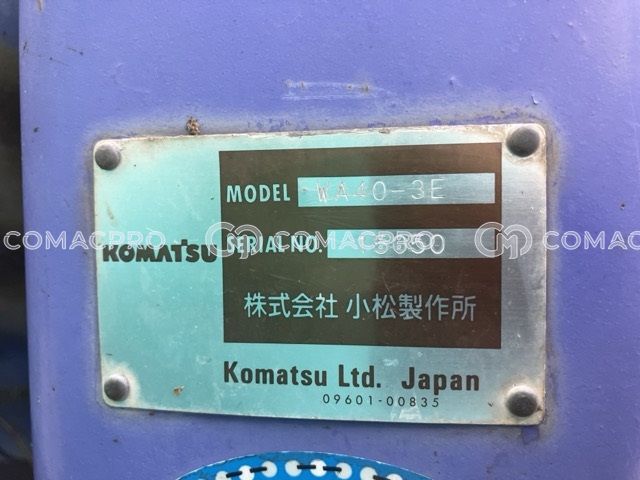 MODEL WA40-3E
KOMATSU
SERIAL NO.
株式会社 小松製作所
Komatsu Ltd. Japan
09601-00835
COMACPRO
COMACPRO
COMACPRO